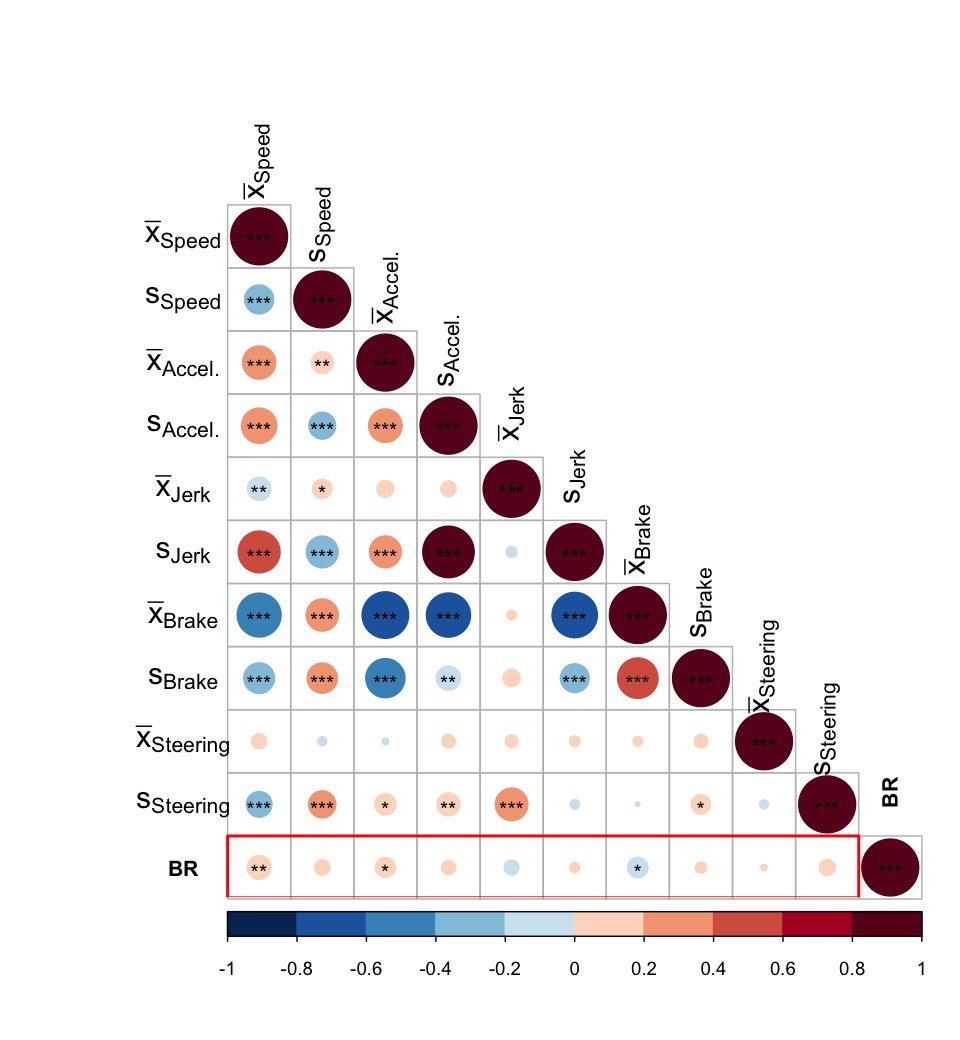 x̅Speed
sSpeed
x̅Accel.
sAccel.
x̅Jerk
sJerk
x̅Brake
sBrake
x̅Steering
sSteering
BR
x̅Speed ***
sSpeed *** ***
x̅Accel. *** ** ***
sAccel. *** *** *** ***
x̅Jerk ** * ***
sJerk *** *** *** *** ***
x̅Brake *** *** *** *** *** ***
sBrake *** *** *** ** *** *** ***
x̅Steering ***
sSteering *** *** * ** *** * ***
BR ** * * ***
-1 -0.8 -0.6 -0.4 -0.2 0 0.2 0.4 0.6 0.8 1